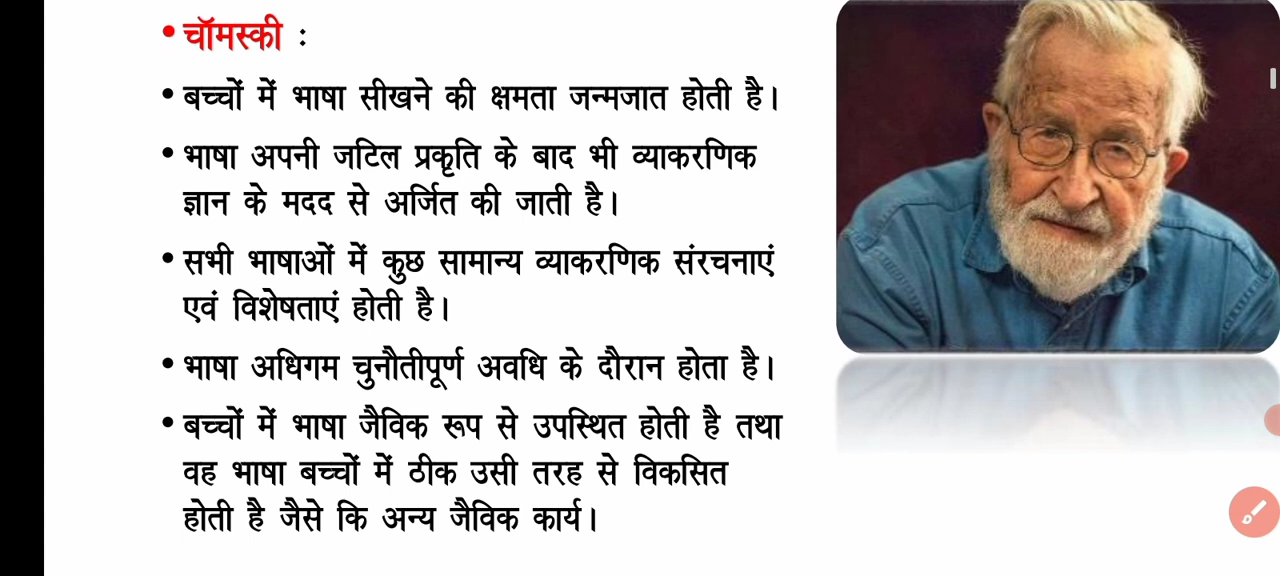 • चॉमस्की :
• बच्चों में भाषा सीखने की क्षमता जन्मजात होती है।
• भाषा अपनी जटिल प्रकृति के बाद भी व्याकरणिक
ज्ञान के मदद से अर्जित की जाती है।
• सभी भाषाओं में कुछ सामान्य व्याकरणिक संरचनाएं
एवं विशेषताएं होती है।
• भाषा अधिगम चुनौतीपूर्ण अवधि के दौरान होता है।
• बच्चों में भाषा जैविक रूप से उपस्थित होती है तथा
वह भाषा बच्चों में ठीक उसी तरह से विकसित
होती है जैसे कि अन्य जैविक कार्य।